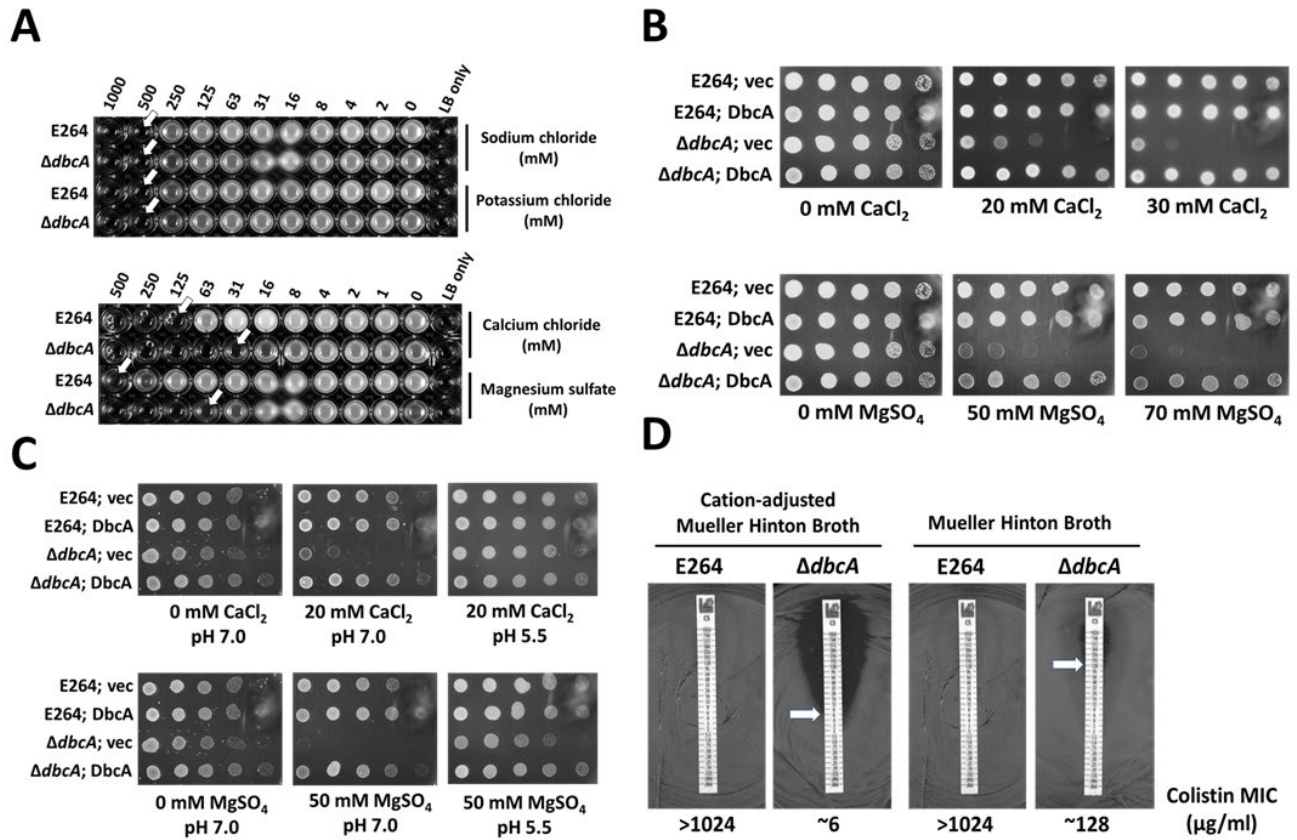 A
1000 500 250 125 63 31 16 8 4 2 0 LB only
E264
ΔdbcA
Sodium chloride
(mM)
E264
ΔdbcA
Potassium chloride
(mM)
500 250 125 63 31 16 8 4 2 1 0 LB only
E264
ΔdbcA
Calcium chloride
(mM)
E264
ΔdbcA
Magnesium sulfate
(mM)
B
E264; vec
E264; DbcA
ΔdbcA; vec
ΔdbcA; DbcA
0 mM CaCl₂ 20 mM CaCl₂ 30 mM CaCl₂
E264; vec
E264; DbcA
ΔdbcA; vec
ΔdbcA; DbcA
0 mM MgSO₄ 50 mM MgSO₄ 70 mM MgSO₄
C
E264; vec
E264; DbcA
ΔdbcA; vec
ΔdbcA; DbcA
0 mM CaCl₂ 20 mM CaCl₂ 20 mM CaCl₂
pH 7.0 pH 7.0 pH 5.5
E264; vec
E264; DbcA
ΔdbcA; vec
ΔdbcA; DbcA
0 mM MgSO₄ 50 mM MgSO₄ 50 mM MgSO₄
pH 7.0 pH 7.0 pH 5.5
D
Cation-adjusted
Mueller Hinton Broth
Mueller Hinton Broth
E264 ΔdbcA E264 ΔdbcA
>1024 ~6 >1024 ~128
Colistin MIC
(μg/ml)